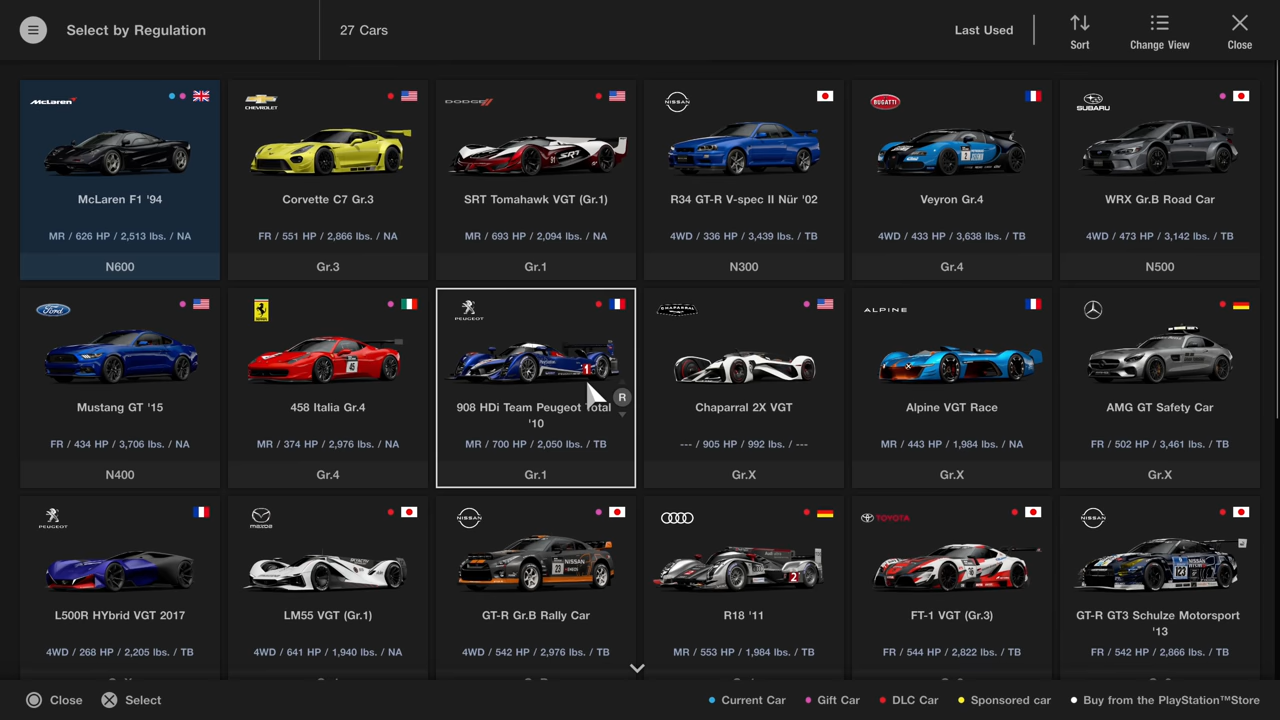 Select by Regulation
27 Cars
Last Used
Sort
Change View
Close
McLaren
CHEVROLET
DODGE
NISSAN
BUGATTI
SUBARU
McLaren F1 '94
Corvette C7 Gr.3
SRT Tomahawk VGT (Gr.1)
R34 GT-R V-spec II Nür '02
Veyron Gr.4
WRX Gr.B Road Car
MR / 626 HP / 2,513 lbs. / NA
FR / 551 HP / 2,866 lbs. / NA
MR / 693 HP / 2,094 lbs. / NA
4WD / 336 HP / 3,439 lbs. / TB
4WD / 433 HP / 3,638 lbs. / TB
4WD / 473 HP / 3,142 lbs. / TB
N600
Gr.3
Gr.1
N300
Gr.4
N500
Ford
PEUGEOT
CHAPARRAL
ALPINE
Mustang GT '15
458 Italia Gr.4
908 HDi Team Peugeot Total
'10
Chaparral 2X VGT
Alpine VGT Race
AMG GT Safety Car
FR / 434 HP / 3,706 lbs. / NA
MR / 374 HP / 2,976 lbs. / NA
MR / 700 HP / 2,050 lbs. / TB
--- / 905 HP / 992 lbs. / ---
MR / 443 HP / 1,984 lbs. / NA
FR / 502 HP / 3,461 lbs. / TB
N400
Gr.4
Gr.1
Gr.X
Gr.X
Gr.X
R
PEUGEOT
mazda
NISSAN
TOYOTA
NISSAN
L500R HYbrid VGT 2017
LM55 VGT (Gr.1)
GT-R Gr.B Rally Car
R18 '11
FT-1 VGT (Gr.3)
GT-R GT3 Schulze Motorsport
'13
4WD / 268 HP / 2,205 lbs. / TB
4WD / 641 HP / 1,940 lbs. / NA
4WD / 542 HP / 2,976 lbs. / TB
MR / 553 HP / 1,984 lbs. / TB
FR / 544 HP / 2,822 lbs. / TB
FR / 542 HP / 2,866 lbs. / TB
Close
Select
Current Car
Gift Car
DLC Car
Sponsored car
Buy from the PlayStation™Store